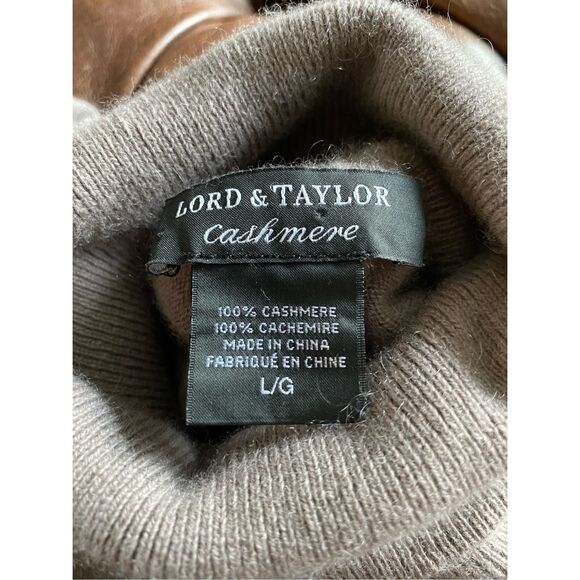 LORD & TAYLOR
Cashmere
100% CASHMERE
100% CACHEMIRE
MADE IN CHINA
FABRIQUÉ EN CHINE
L/G